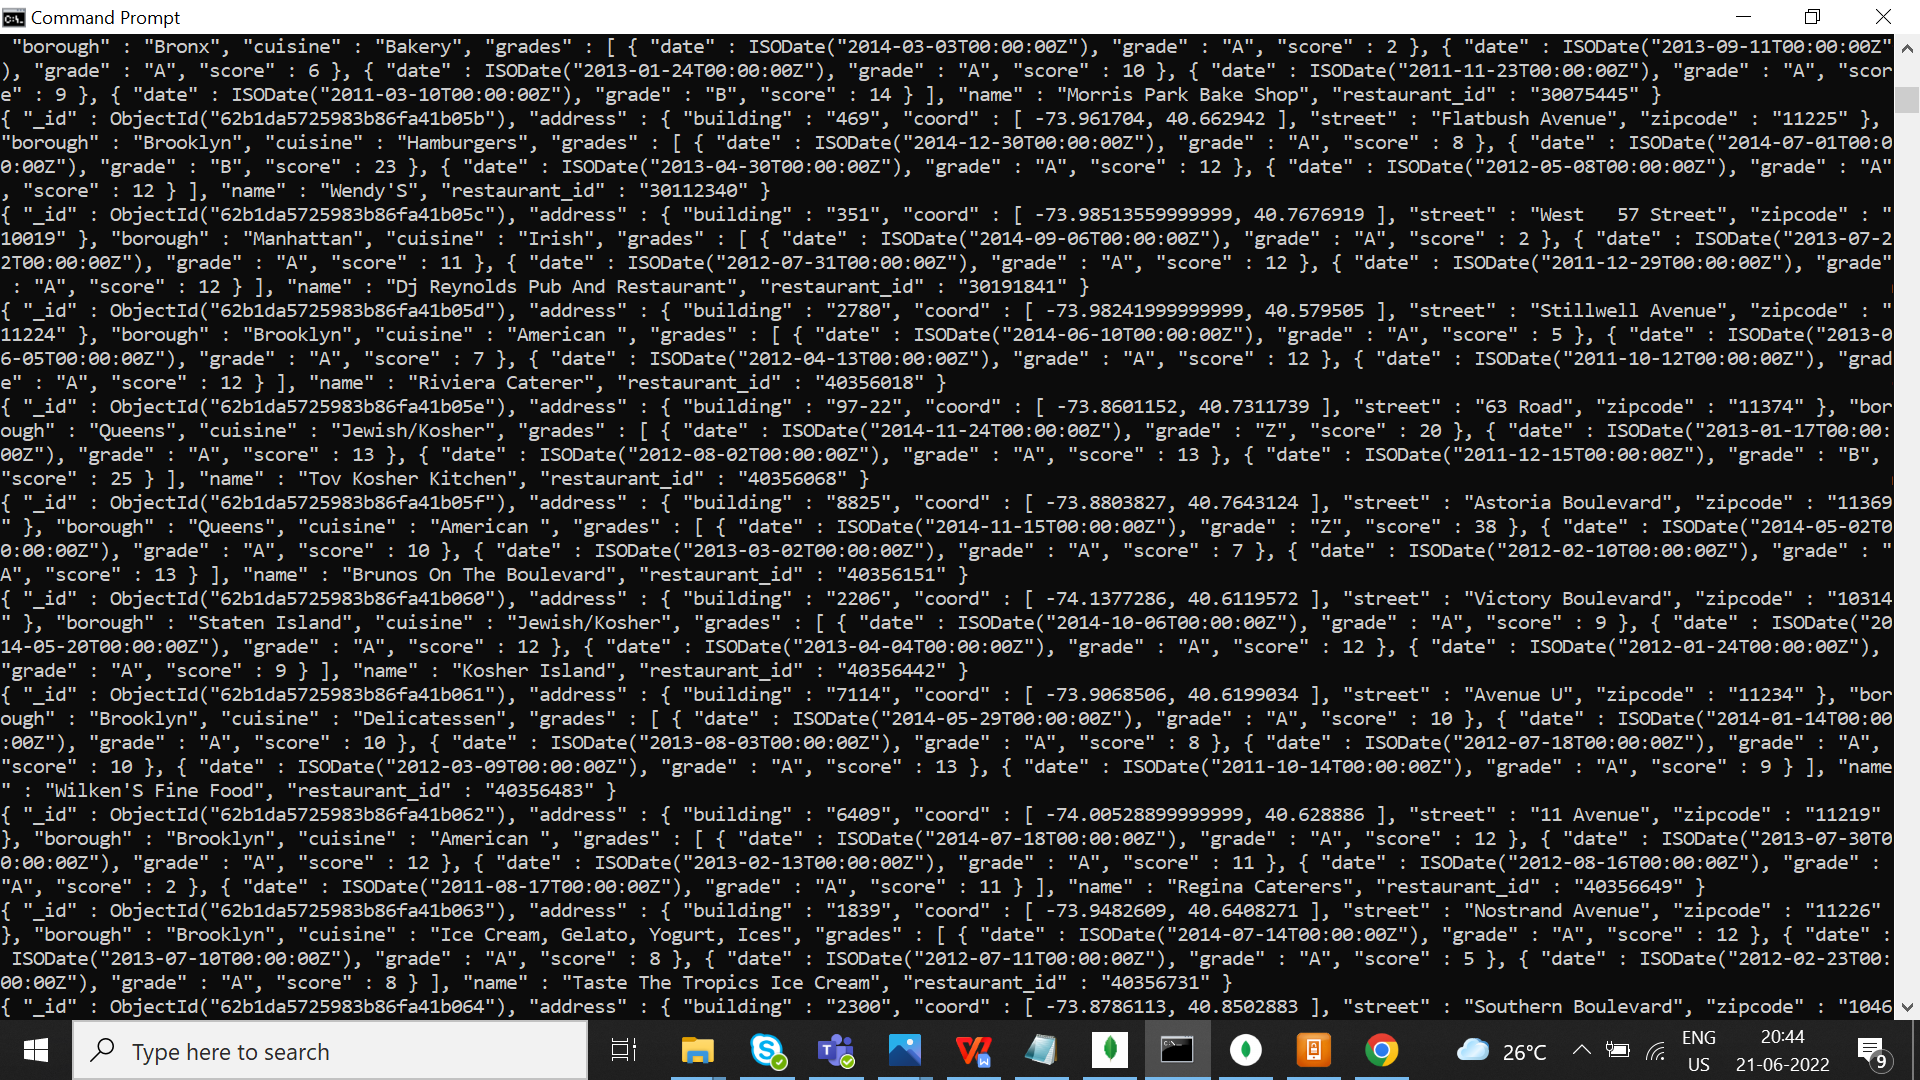 Command Prompt
"borough" : "Bronx", "cuisine" : "Bakery", "grades" : [ { "date" : ISODate("2014-03-03T00:00:00Z"), "grade" : "A", "score" : 2 }, { "date" : ISODate("2013-09-11T00:00:00Z"
), "grade" : "A", "score" : 6 }, { "date" : ISODate("2013-01-24T00:00:00Z"), "grade" : "A", "score" : 10 }, { "date" : ISODate("2011-11-23T00:00:00Z"), "grade" : "A", "scor
e" : 9 }, { "date" : ISODate("2011-03-10T00:00:00Z"), "grade" : "B", "score" : 14 } ], "name" : "Morris Park Bake Shop", "restaurant_id" : "30075445" }
{ "_id" : ObjectId("62b1da5725983b86fa41b05b"), "address" : { "building" : "469", "coord" : [ -73.961704, 40.662942 ], "street" : "Flatbush Avenue", "zipcode" : "11225" },
"borough" : "Brooklyn", "cuisine" : "Hamburgers", "grades" : [ { "date" : ISODate("2014-12-30T00:00:00Z"), "grade" : "A", "score" : 8 }, { "date" : ISODate("2014-07-01T00:0
0:00Z"), "grade" : "B", "score" : 23 }, { "date" : ISODate("2013-04-30T00:00:00Z"), "grade" : "A", "score" : 12 }, { "date" : ISODate("2012-05-08T00:00:00Z"), "grade" : "A"
, "score" : 12 } ], "name" : "Wendy'S", "restaurant_id" : "30112340" }
{ "_id" : ObjectId("62b1da5725983b86fa41b05c"), "address" : { "building" : "351", "coord" : [ -73.98513559999999, 40.7676919 ], "street" : "West   57 Street", "zipcode" : "
10019" }, "borough" : "Manhattan", "cuisine" : "Irish", "grades" : [ { "date" : ISODate("2014-09-06T00:00:00Z"), "grade" : "A", "score" : 2 }, { "date" : ISODate("2013-07-2
2T00:00:00Z"), "grade" : "A", "score" : 11 }, { "date" : ISODate("2012-07-31T00:00:00Z"), "grade" : "A", "score" : 12 }, { "date" : ISODate("2011-12-29T00:00:00Z"), "grade"
: "A", "score" : 12 } ], "name" : "Dj Reynolds Pub And Restaurant", "restaurant_id" : "30191841" }
{ "_id" : ObjectId("62b1da5725983b86fa41b05d"), "address" : { "building" : "2780", "coord" : [ -73.98241999999999, 40.579505 ], "street" : "Stillwell Avenue", "zipcode" : "
11224" }, "borough" : "Brooklyn", "cuisine" : "American ", "grades" : [ { "date" : ISODate("2014-06-10T00:00:00Z"), "grade" : "A", "score" : 5 }, { "date" : ISODate("2013-0
6-05T00:00:00Z"), "grade" : "A", "score" : 7 }, { "date" : ISODate("2012-04-13T00:00:00Z"), "grade" : "A", "score" : 12 }, { "date" : ISODate("2011-10-12T00:00:00Z"), "grad
e" : "A", "score" : 12 } ], "name" : "Riviera Caterer", "restaurant_id" : "40356018" }
{ "_id" : ObjectId("62b1da5725983b86fa41b05e"), "address" : { "building" : "97-22", "coord" : [ -73.8601152, 40.7311739 ], "street" : "63 Road", "zipcode" : "11374" }, "bor
ough" : "Queens", "cuisine" : "Jewish/Kosher", "grades" : [ { "date" : ISODate("2014-11-24T00:00:00Z"), "grade" : "Z", "score" : 20 }, { "date" : ISODate("2013-01-17T00:00:
00Z"), "grade" : "A", "score" : 13 }, { "date" : ISODate("2012-08-02T00:00:00Z"), "grade" : "A", "score" : 13 }, { "date" : ISODate("2011-12-15T00:00:00Z"), "grade" : "B",
"score" : 25 } ], "name" : "Tov Kosher Kitchen", "restaurant_id" : "40356068" }
{ "_id" : ObjectId("62b1da5725983b86fa41b05f"), "address" : { "building" : "8825", "coord" : [ -73.8803827, 40.7643124 ], "street" : "Astoria Boulevard", "zipcode" : "11369
" }, "borough" : "Queens", "cuisine" : "American ", "grades" : [ { "date" : ISODate("2014-11-15T00:00:00Z"), "grade" : "Z", "score" : 38 }, { "date" : ISODate("2014-05-02T0
0:00:00Z"), "grade" : "A", "score" : 10 }, { "date" : ISODate("2013-03-02T00:00:00Z"), "grade" : "A", "score" : 7 }, { "date" : ISODate("2012-02-10T00:00:00Z"), "grade" : "
A", "score" : 13 } ], "name" : "Brunos On The Boulevard", "restaurant_id" : "40356151" }
{ "_id" : ObjectId("62b1da5725983b86fa41b060"), "address" : { "building" : "2206", "coord" : [ -74.1377286, 40.6119572 ], "street" : "Victory Boulevard", "zipcode" : "10314
" }, "borough" : "Staten Island", "cuisine" : "Jewish/Kosher", "grades" : [ { "date" : ISODate("2014-10-06T00:00:00Z"), "grade" : "A", "score" : 9 }, { "date" : ISODate("20
14-05-20T00:00:00Z"), "grade" : "A", "score" : 12 }, { "date" : ISODate("2013-04-04T00:00:00Z"), "grade" : "A", "score" : 12 }, { "date" : ISODate("2012-01-24T00:00:00Z"),
"grade" : "A", "score" : 9 } ], "name" : "Kosher Island", "restaurant_id" : "40356442" }
{ "_id" : ObjectId("62b1da5725983b86fa41b061"), "address" : { "building" : "7114", "coord" : [ -73.9068506, 40.6199034 ], "street" : "Avenue U", "zipcode" : "11234" }, "bor
ough" : "Brooklyn", "cuisine" : "Delicatessen", "grades" : [ { "date" : ISODate("2014-05-29T00:00:00Z"), "grade" : "A", "score" : 10 }, { "date" : ISODate("2014-01-14T00:00
:00Z"), "grade" : "A", "score" : 10 }, { "date" : ISODate("2013-08-03T00:00:00Z"), "grade" : "A", "score" : 8 }, { "date" : ISODate("2012-07-18T00:00:00Z"), "grade" : "A",
"score" : 10 }, { "date" : ISODate("2012-03-09T00:00:00Z"), "grade" : "A", "score" : 13 }, { "date" : ISODate("2011-10-14T00:00:00Z"), "grade" : "A", "score" : 9 } ], "name
" : "Wilken'S Fine Food", "restaurant_id" : "40356483" }
{ "_id" : ObjectId("62b1da5725983b86fa41b062"), "address" : { "building" : "6409", "coord" : [ -74.00528899999999, 40.628886 ], "street" : "11 Avenue", "zipcode" : "11219"
}, "borough" : "Brooklyn", "cuisine" : "American ", "grades" : [ { "date" : ISODate("2014-07-18T00:00:00Z"), "grade" : "A", "score" : 12 }, { "date" : ISODate("2013-07-30T0
0:00:00Z"), "grade" : "A", "score" : 12 }, { "date" : ISODate("2013-02-13T00:00:00Z"), "grade" : "A", "score" : 11 }, { "date" : ISODate("2012-08-16T00:00:00Z"), "grade" :
"A", "score" : 2 }, { "date" : ISODate("2011-08-17T00:00:00Z"), "grade" : "A", "score" : 11 } ], "name" : "Regina Caterers", "restaurant_id" : "40356649" }
{ "_id" : ObjectId("62b1da5725983b86fa41b063"), "address" : { "building" : "1839", "coord" : [ -73.9482609, 40.6408271 ], "street" : "Nostrand Avenue", "zipcode" : "11226"
}, "borough" : "Brooklyn", "cuisine" : "Ice Cream, Gelato, Yogurt, Ices", "grades" : [ { "date" : ISODate("2014-07-14T00:00:00Z"), "grade" : "A", "score" : 12 }, { "date" :
ISODate("2013-07-10T00:00:00Z"), "grade" : "A", "score" : 8 }, { "date" : ISODate("2012-07-11T00:00:00Z"), "grade" : "A", "score" : 5 }, { "date" : ISODate("2012-02-23T00:
00:00Z"), "grade" : "A", "score" : 8 } ], "name" : "Taste The Tropics Ice Cream", "restaurant_id" : "40356731" }
{ "_id" : ObjectId("62b1da5725983b86fa41b064"), "address" : { "building" : "2300", "coord" : [ -73.8786113, 40.8502883 ], "street" : "Southern Boulevard", "zipcode" : "1046
Type here to search
26°C
ENG
US
20:44
21-06-2022
9